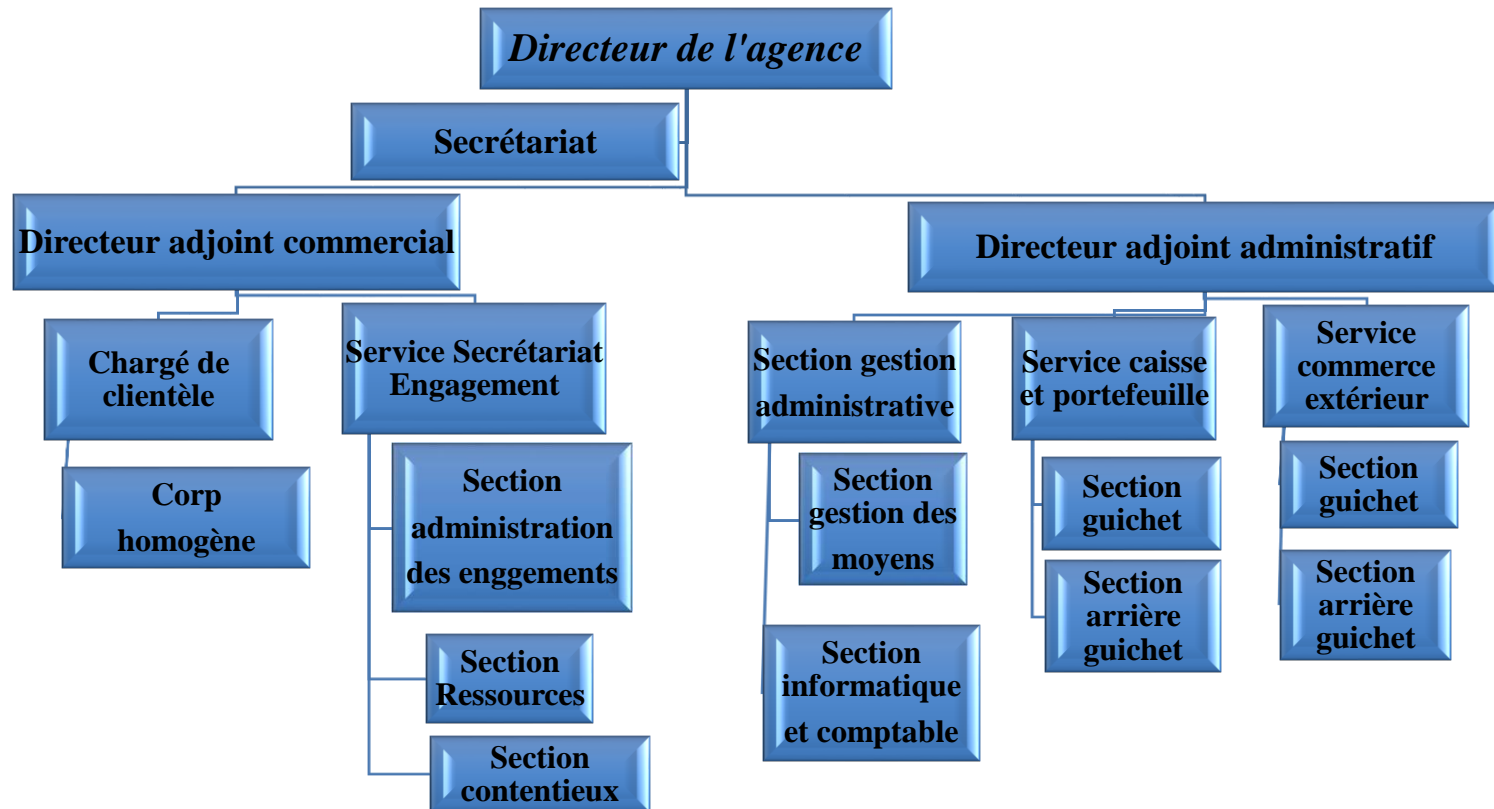 Directeur de l'agence
Secrétariat
Directeur adjoint commercial
Directeur adjoint administratif
Chargé de
clientèle
Service Secrétariat
Engagement
Section gestion
administrative
Service caisse
et portefeuille
Service
commerce
extérieur
Corp
homogène
Section
administration
des enggements
Section
Ressources
Section
contentieux
Section
gestion des
moyens
Section
informatique
et comptable
Section
guichet
Section
arrière
guichet
Section
guichet
Section
arrière
guichet